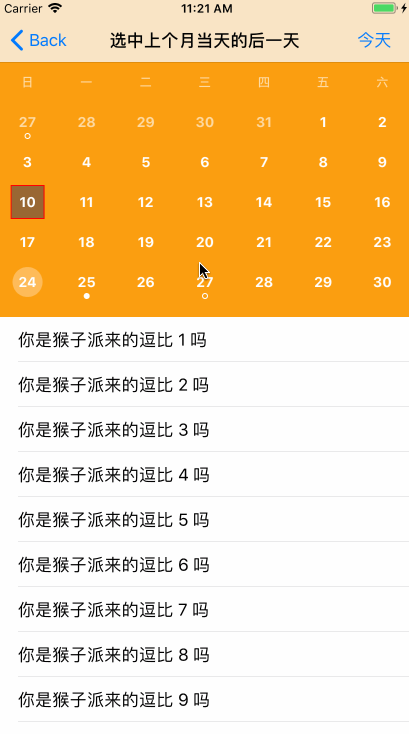 Carrier 11:21 AM
Back 选中上个月当天的后一天 今天
日 一 二 三 四 五 六
27 28 29 30 31 1 2
3 4 5 6 7 8 9
10 11 12 13 14 15 16
17 18 19 20 21 22 23
24 25 26 27 28 29 30
你是猴子派来的逗比 1 吗
你是猴子派来的逗比 2 吗
你是猴子派来的逗比 3 吗
你是猴子派来的逗比 4 吗
你是猴子派来的逗比 5 吗
你是猴子派来的逗比 6 吗
你是猴子派来的逗比 7 吗
你是猴子派来的逗比 8 吗
你是猴子派来的逗比 9 吗